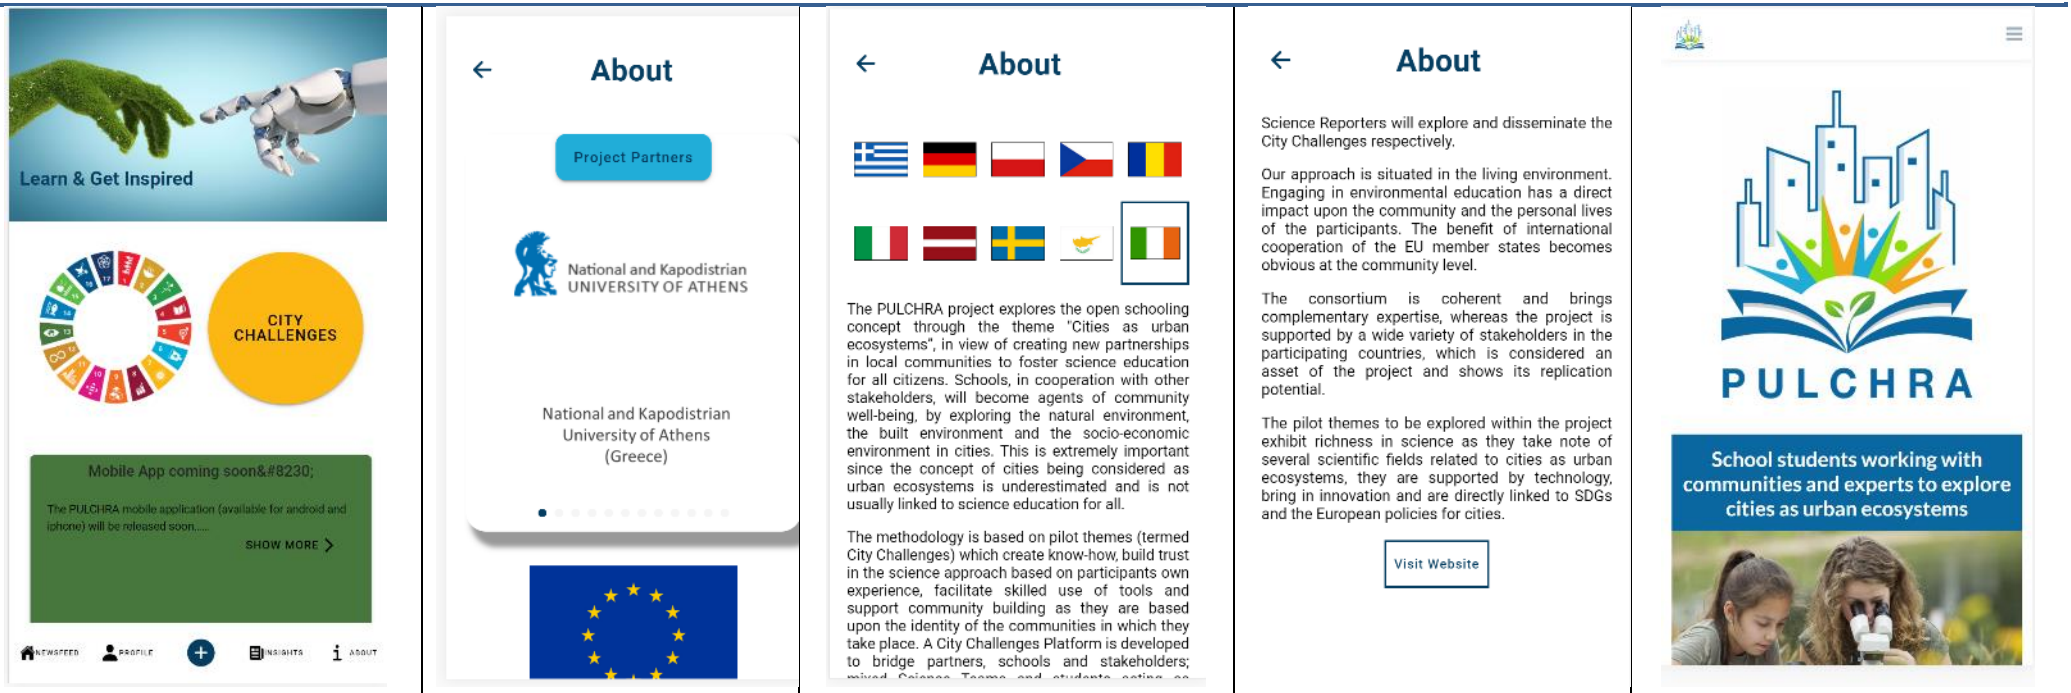 Learn & Get Inspired
CITY
CHALLENGES
Mobile App coming soon&#8230;
The PULCHRA mobile application (available for android and
iphone) will be released soon,.....
SHOW MORE
NEWSFEED
PROFILE
INSIGHTS
ABOUT
About
Project Partners
National and Kapodistrian
UNIVERSITY OF ATHENS
National and Kapodistrian
University of Athens
(Greece)
About
The PULCHRA project explores the open schooling
concept through the theme "Cities as urban
ecosystems", in view of creating new partnerships
in local communities to foster science education
for all citizens. Schools, in cooperation with other
stakeholders, will become agents of community
well-being, by exploring the natural environment,
the built environment and the socio-economic
environment in cities. This is extremely important
since the concept of cities being considered as
urban ecosystems is underestimated and is not
usually linked to science education for all.
The methodology is based on pilot themes (termed
City Challenges) which create know-how, build trust
in the science approach based on participants own
experience, facilitate skilled use of tools and
support community building as they are based
upon the identity of the communities in which they
take place. A City Challenges Platform is developed
to bridge partners, schools and stakeholders;
mixed Science Teams and students acting as
About
Science Reporters will explore and disseminate the
City Challenges respectively.
Our approach is situated in the living environment.
Engaging in environmental education has a direct
impact upon the community and the personal lives
of the participants. The benefit of international
cooperation of the EU member states becomes
obvious at the community level.
The consortium is coherent and brings
complementary expertise, whereas the project is
supported by a wide variety of stakeholders in the
participating countries, which is considered an
asset of the project and shows its replication
potential.
The pilot themes to be explored within the project
exhibit richness in science as they take note of
several scientific fields related to cities as urban
ecosystems, they are supported by technology,
bring in innovation and are directly linked to SDGs
and the European policies for cities.
Visit Website
PULCHRA
School students working with
communities and experts to explore
cities as urban ecosystems